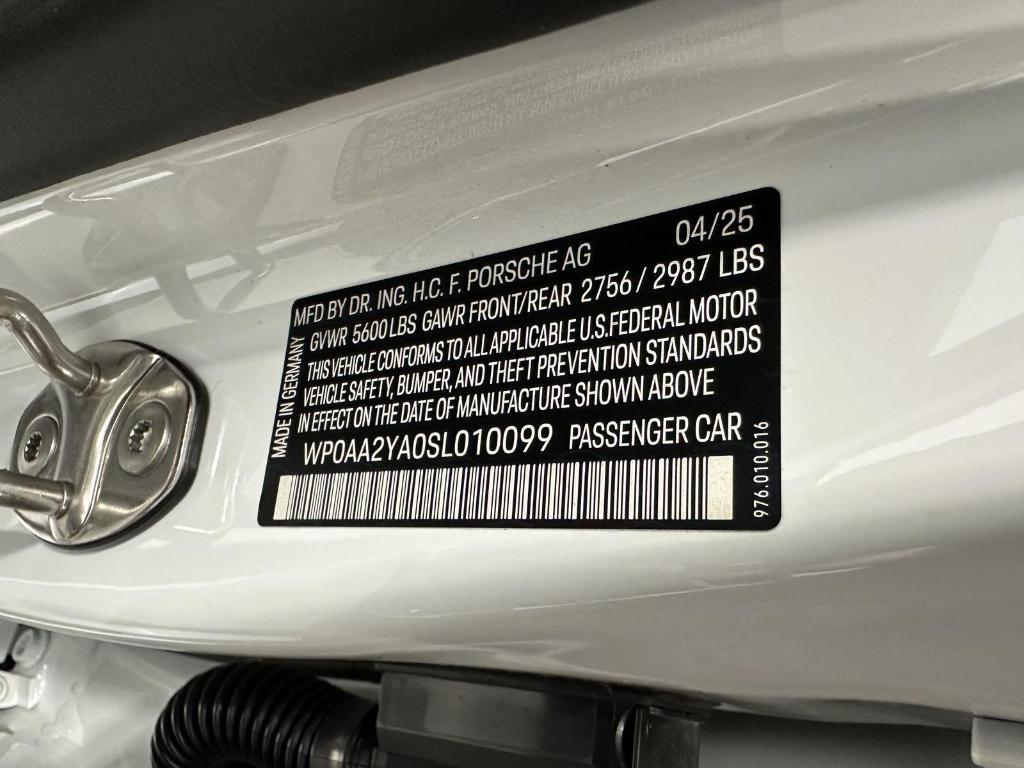 MFD BY DR. ING. H.C. F. PORSCHE AG 04/25
GVWR 5600 LBS GAWR FRONT/REAR 2756 / 2987 LBS
THIS VEHICLE CONFORMS TO ALL APPLICABLE U.S.FEDERAL MOTOR
VEHICLE SAFETY, BUMPER, AND THEFT PREVENTION STANDARDS
IN EFFECT ON THE DATE OF MANUFACTURE SHOWN ABOVE
WP0AA2YA0SL010099 PASSENGER CAR
MADE IN GERMANY
976.010.016